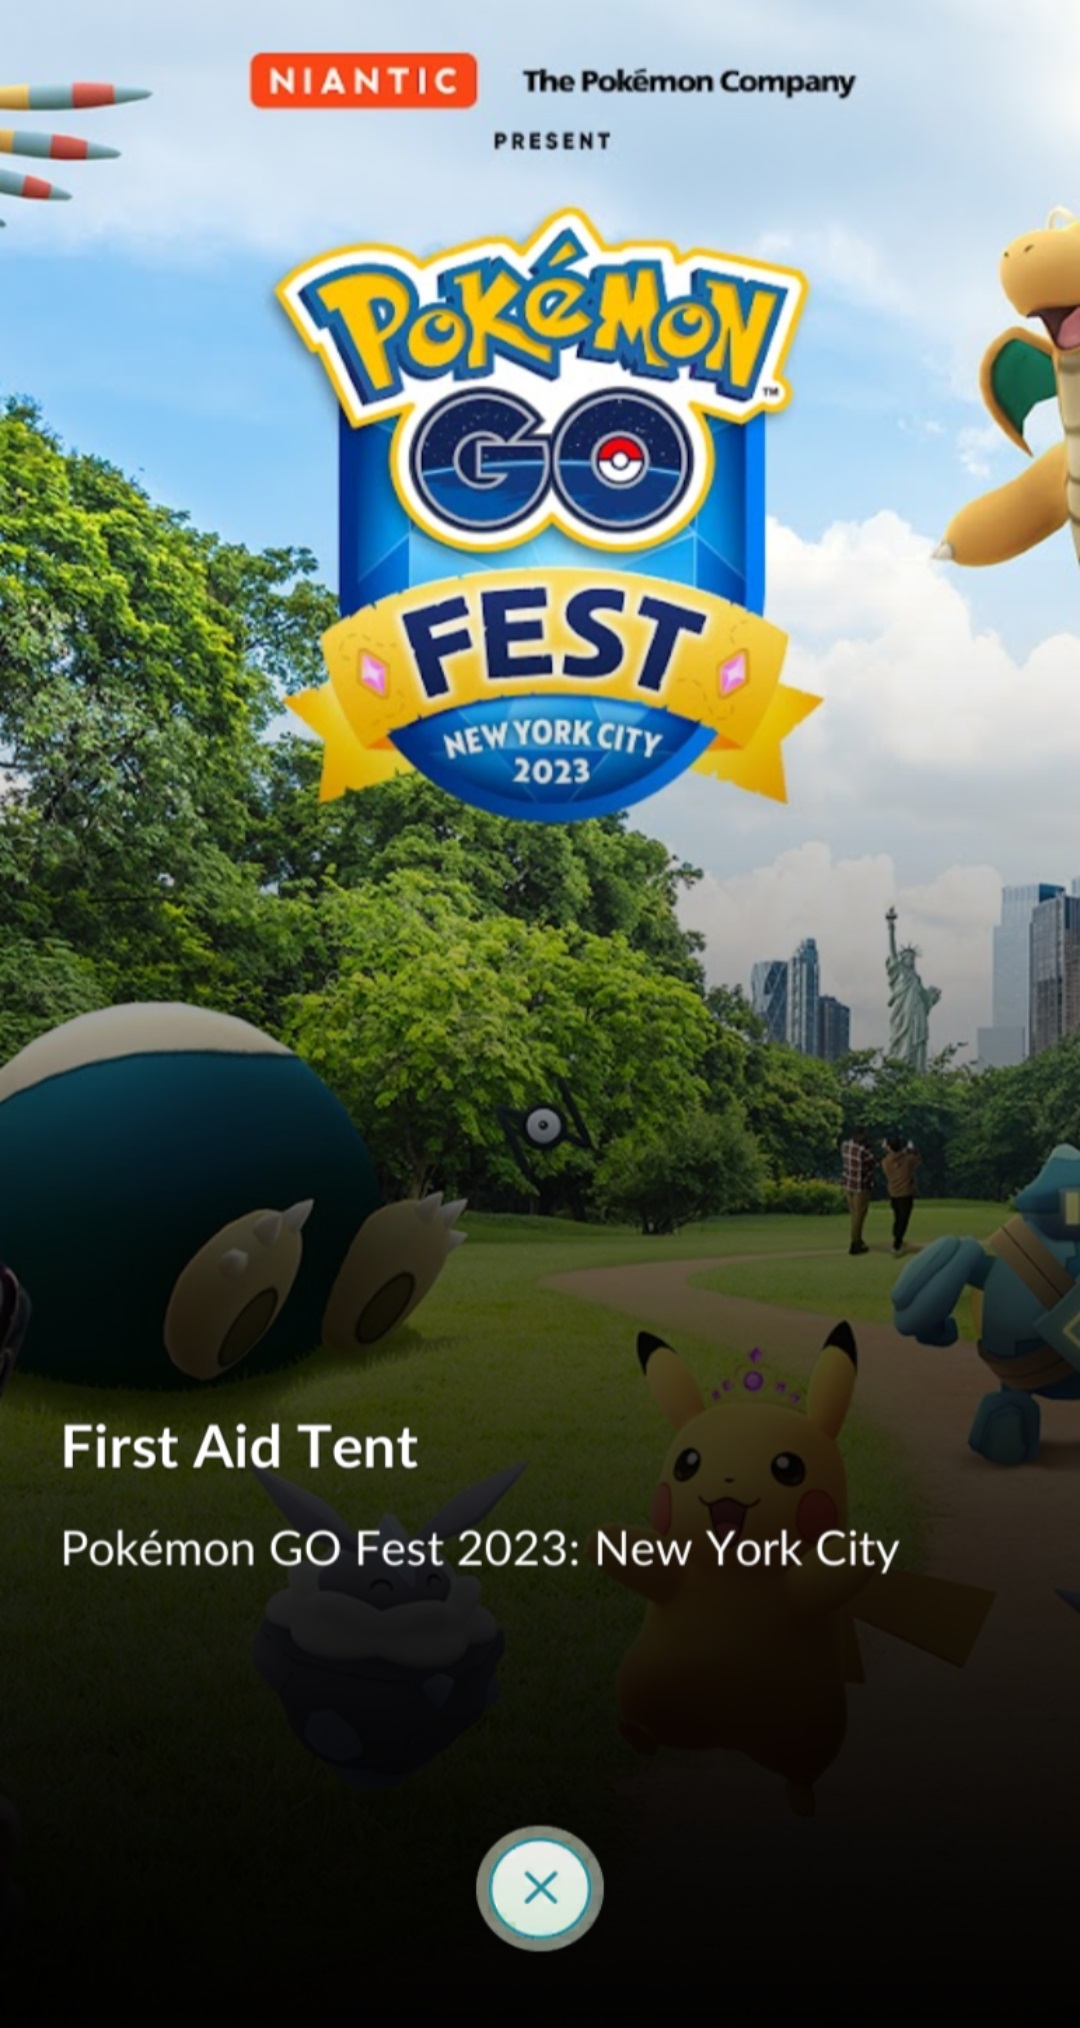 NIANTIC The Pokémon Company
PRESENT
POKéMON
™
GO
FEST
NEW YORK CITY
2023
First Aid Tent
Pokémon GO Fest 2023: New York City